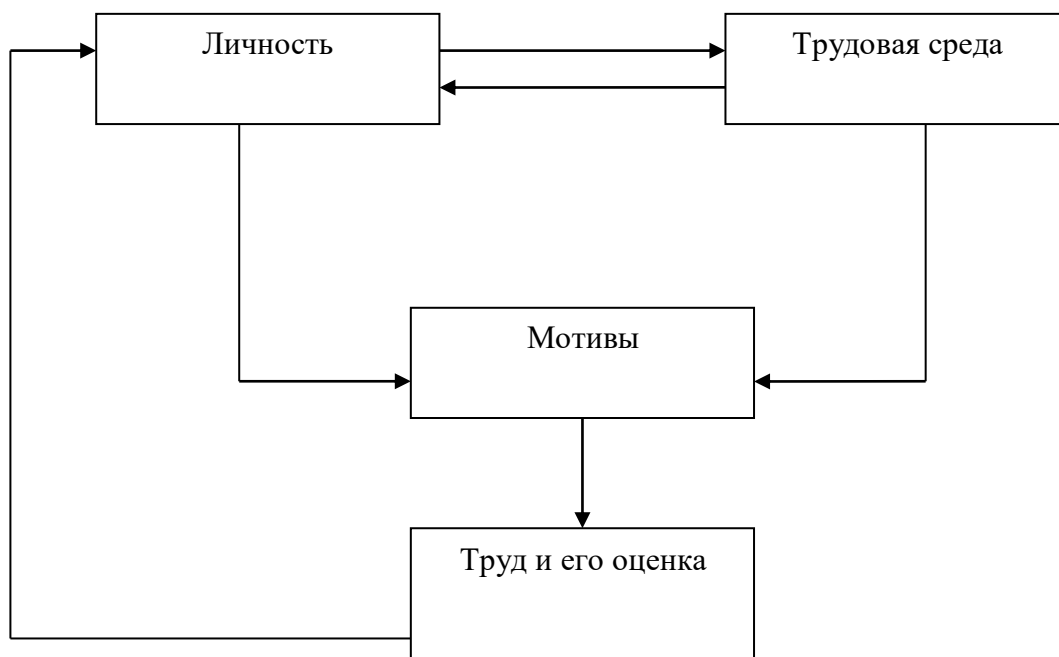 Личность
Трудовая среда
Мотивы
Труд и его оценка